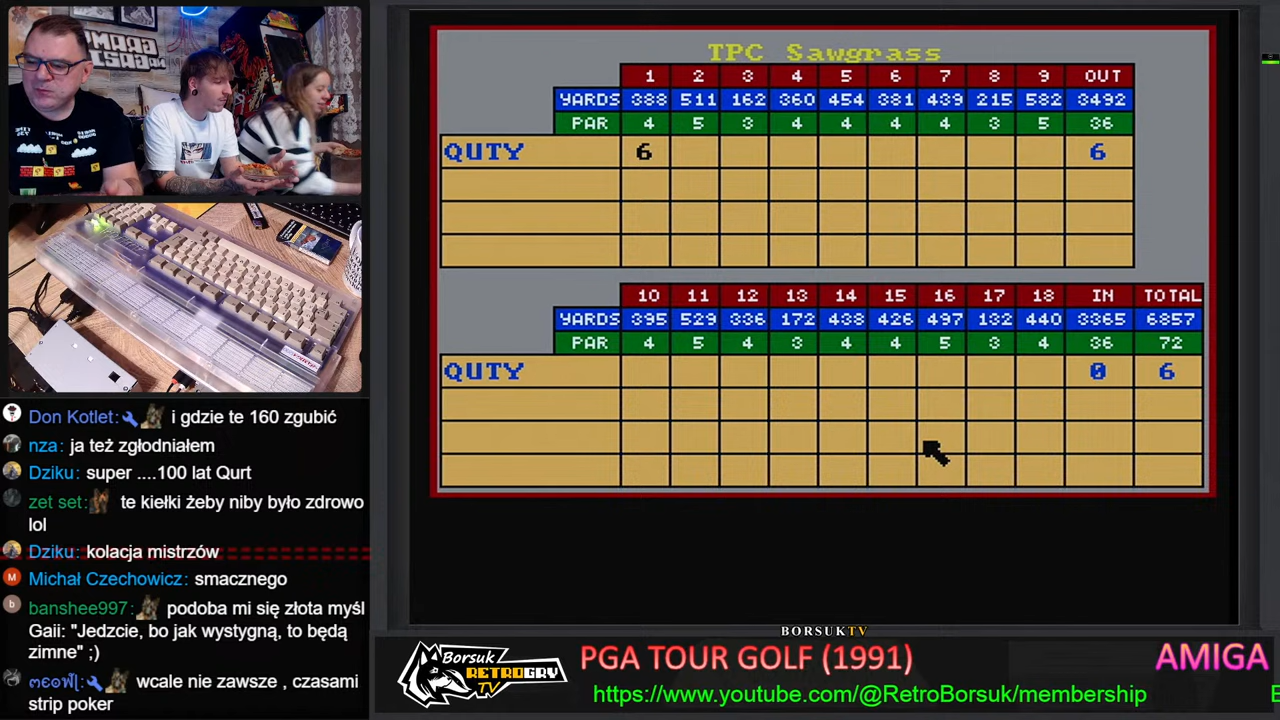 TPC Sawgrass
1 2 3 4 5 6 7 8 9 OUT
YARDS 388 511 162 360 454 381 439 215 582 3492
PAR 4 5 3 4 4 4 4 3 5 36
QUTY 6 6
10 11 12 13 14 15 16 17 18 IN TOTAL
YARDS 395 529 336 172 438 426 497 132 440 3365 6857
PAR 4 5 4 3 4 4 5 3 4 36 72
QUTY 0 6
Don Kotlet: i gdzie te 160 zgubić
nza: ja też zgłodniałem
Dziku: super ....100 lat Qurt
zet set: te kiełki żeby niby było zdrowo
lol
Dziku: kolacja mistrzów
Michał Czechowicz: smacznego
banshee997: podoba mi się złota myśl
Gaii: "Jedzcie, bo jak wystygną, to będą
zimne" ;)
wcale nie zawsze , czasami
strip poker
BORSUKTV
Borsuk
RETROGRY
TV
PGA TOUR GOLF (1991)
AMIGA
https://www.youtube.com/@RetroBorsuk/membership